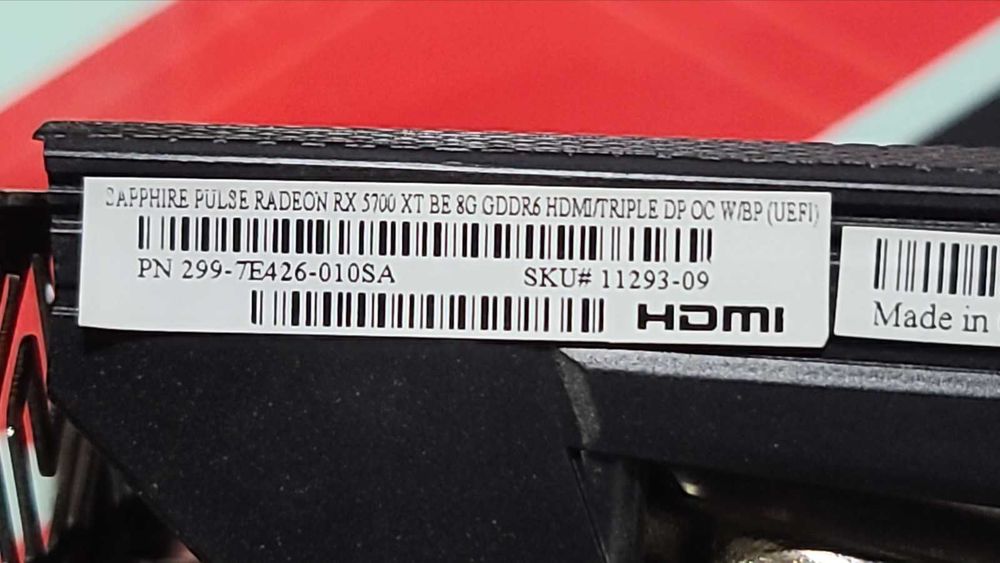 SAPPHIRE PULSE RADEON RX 5700 XT BE 8G GDDR6 HDMI/TRIPLE DP OC W/BP (UEFI)
PN 299-7E426-010SA SKU# 11293-09
HDMI
Made in